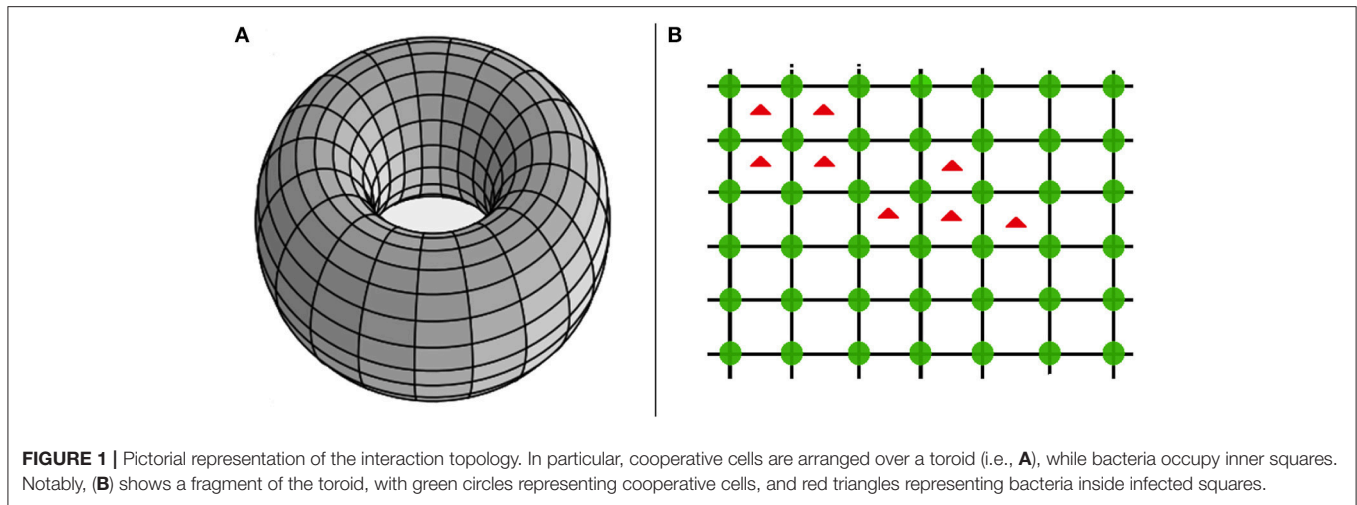 A
B
FIGURE 1 | Pictorial representation of the interaction topology. In particular, cooperative cells are arranged over a toroid (i.e., A), while bacteria occupy inner squares.
Notably, (B) shows a fragment of the toroid, with green circles representing cooperative cells, and red triangles representing bacteria inside infected squares.